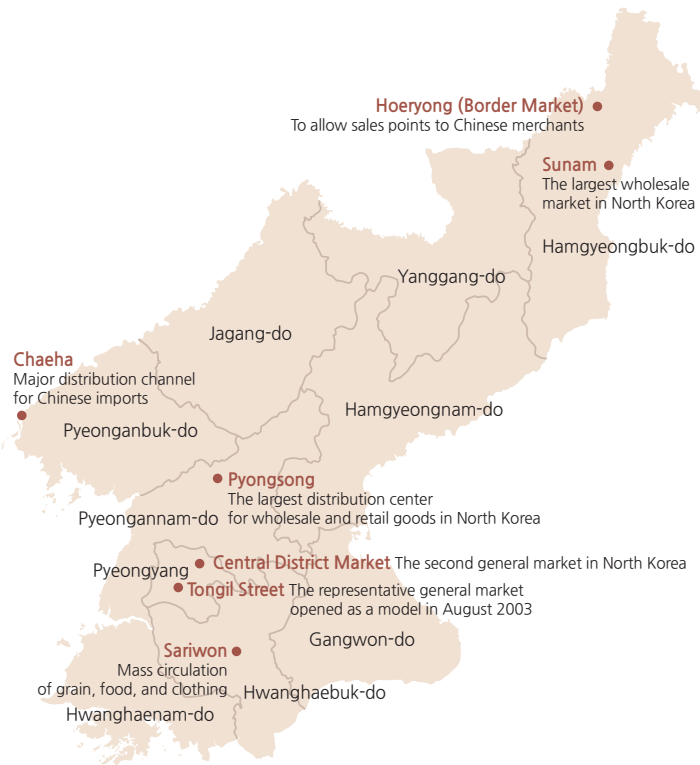 Hoeryong (Border Market)
To allow sales points to Chinese merchants
Sunam
The largest wholesale
market in North Korea
Hamgyeongbuk-do
Yanggang-do
Jagang-do
Chaeha
Major distribution channel
for Chinese imports
Hamgyeongnam-do
Pyeonganbuk-do
Pyongsong
The largest distribution center
for wholesale and retail goods in North Korea
Pyeongannam-do
Central District Market The second general market in North Korea
Pyeongyang
Tongil Street The representative general market
opened as a model in August 2003
Gangwon-do
Sariwon
Mass circulation
of grain, food, and clothing
Hwanghaebuk-do
Hwanghaenam-do